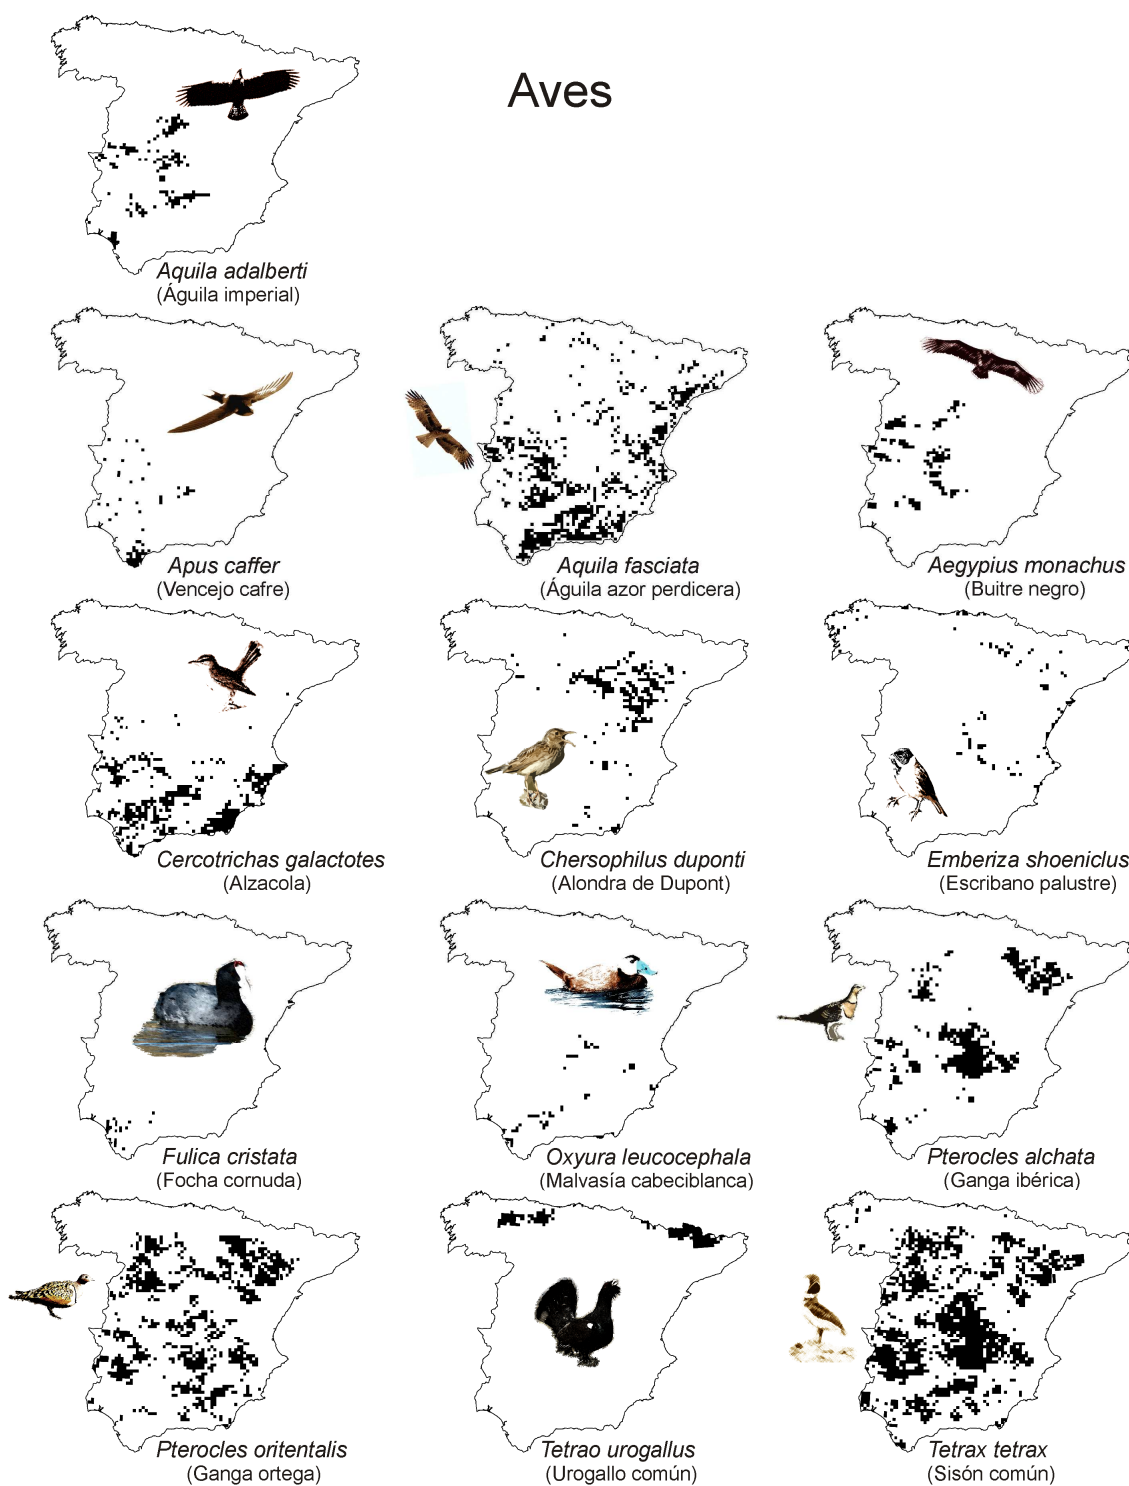 Aves
Aquila adalberti
(Águila imperial)
Apus caffer
(Vencejo cafre)
Aquila fasciata
(Águila azor perdicera)
Aegypius monachus
(Buitre negro)
Cercotrichas galactotes
(Alzacola)
Chersophilus duponti
(Alondra de Dupont)
Emberiza shoeniclus
(Escribano palustre)
Fulica cristata
(Focha cornuda)
Oxyura leucocephala
(Malvasía cabeciblanca)
Pterocles alchata
(Ganga ibérica)
Pterocles oritentalis
(Ganga ortega)
Tetrao urogallus
(Urogallo común)
Tetrax tetrax
(Sisón común)